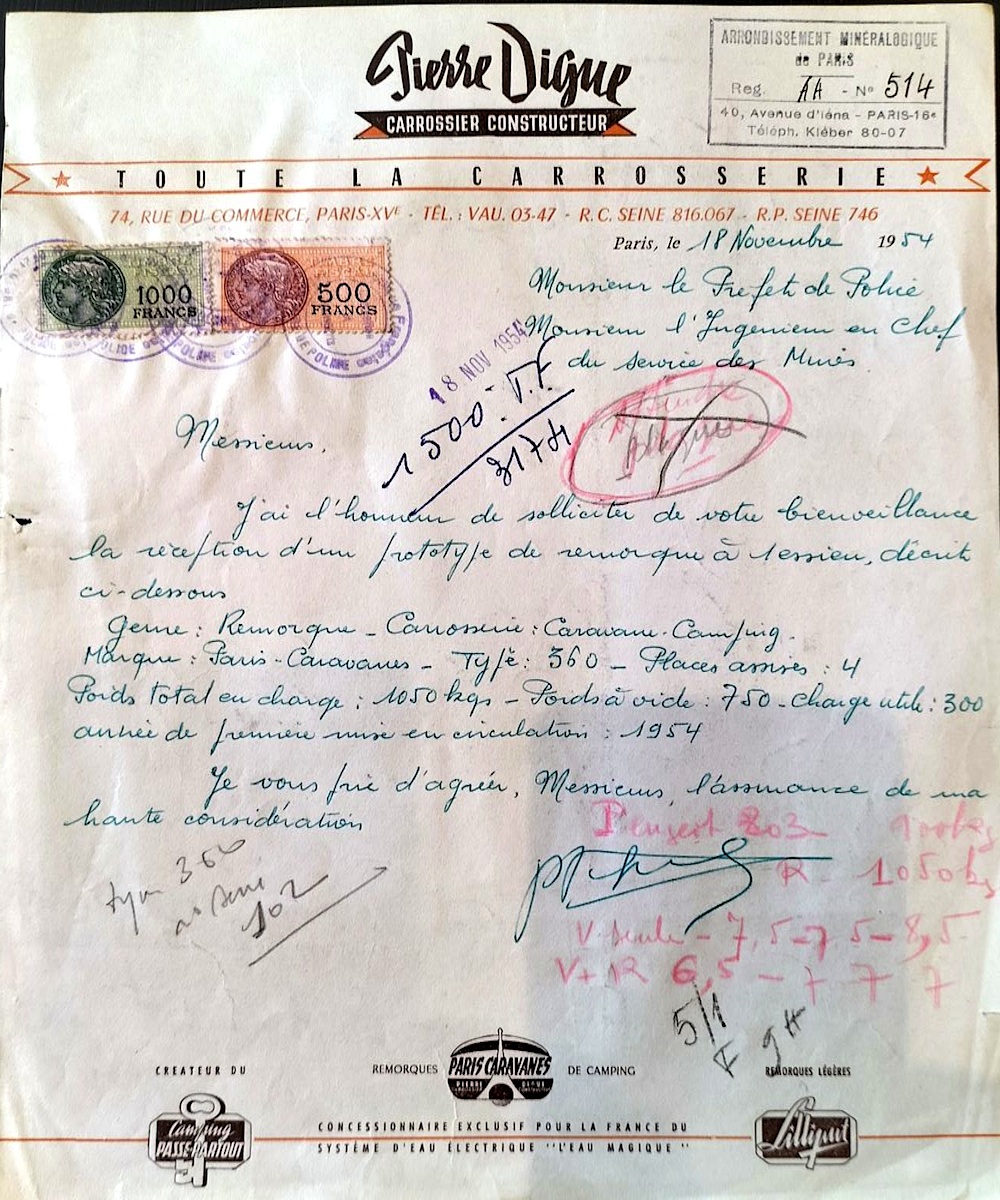 Pierre Digue
CARROSSIER CONSTRUCTEUR
ARRONDISSEMENT MINÉRALOGIQUE
de PARIS
Reg. AA - N° 514
40, Avenue d'Iéna - PARIS-16e
Téléph. Kléber 80-07
TOUTE LA CARROSSERIE
74, RUE DU COMMERCE, PARIS-XVe - TÉL. : VAU. 03-47 - R.C. SEINE 816.067 - R.P. SEINE 746
Paris, le 18 Novembre 1954
1000 FRANCS
500 FRANCS
Monsieur le Préfet de Police
Monsieur l'Ingenieur en Chef
du service des Mines
18 NOV 1954
1500
3174
Messieurs,
J'ai l'honneur de solliciter de votre bienveillance
la réception d'un prototype de remorque à 1 essieu, décrit
ci-dessous
Genre : Remorque - Carrosserie : Caravane-Camping.
Marque : Paris-Caravanes - Type : 360 - Places assises : 4
Poids total en charge : 1050 kgs - Poids à vide : 750 - charge utile : 300
année de première mise en circulation : 1954
Je vous prie d'agréer, Messieurs, l'assurance de ma
haute considération
Peugeot 203 900 kg
R - 1050 kg
V. seule - 7,5 - 7 5 - 8,5
V + R 6,5 - 7 7 7
type 360
102
5/1
REMORQUES PARIS CARAVANES DE CAMPING
PIERRE DIGUE CONSTRUCTEUR
CREATEUR DU
Camping PASSE-PARTOUT
REMORQUES LÉGÈRES
Lilliput
CONCESSIONNAIRE EXCLUSIF POUR LA FRANCE DU
SYSTÈME D'EAU ÉLECTRIQUE "L'EAU MAGIQUE"